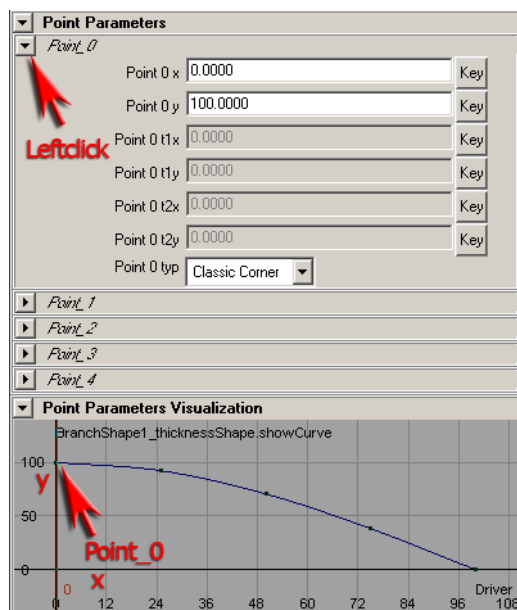 Point Parameters
Point_0
Point 0 x 0.0000 Key
Point 0 y 100.0000 Key
Leftclick
Point 0 t1x 0.0000 Key
Point 0 t1y 0.0000 Key
Point 0 t2x 0.0000 Key
Point 0 t2y 0.0000 Key
Point 0 typ Classic Corner
Point_1
Point_2
Point_3
Point_4
Point Parameters Visualization
BranchShape1_thicknessShape.showCurve
100
y
50
Point_0
x
0
0
Driver
0 12 24 36 48 60 72 84 96 108